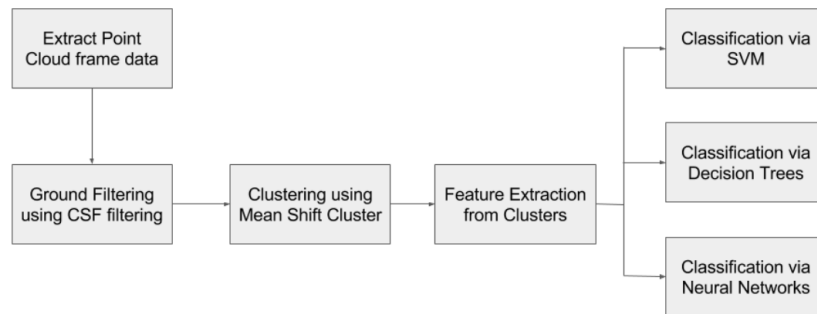 Extract Point
Cloud frame data
Ground Filtering
using CSF filtering
Clustering using
Mean Shift Cluster
Feature Extraction
from Clusters
Classification via
SVM
Classification via
Decision Trees
Classification via
Neural Networks